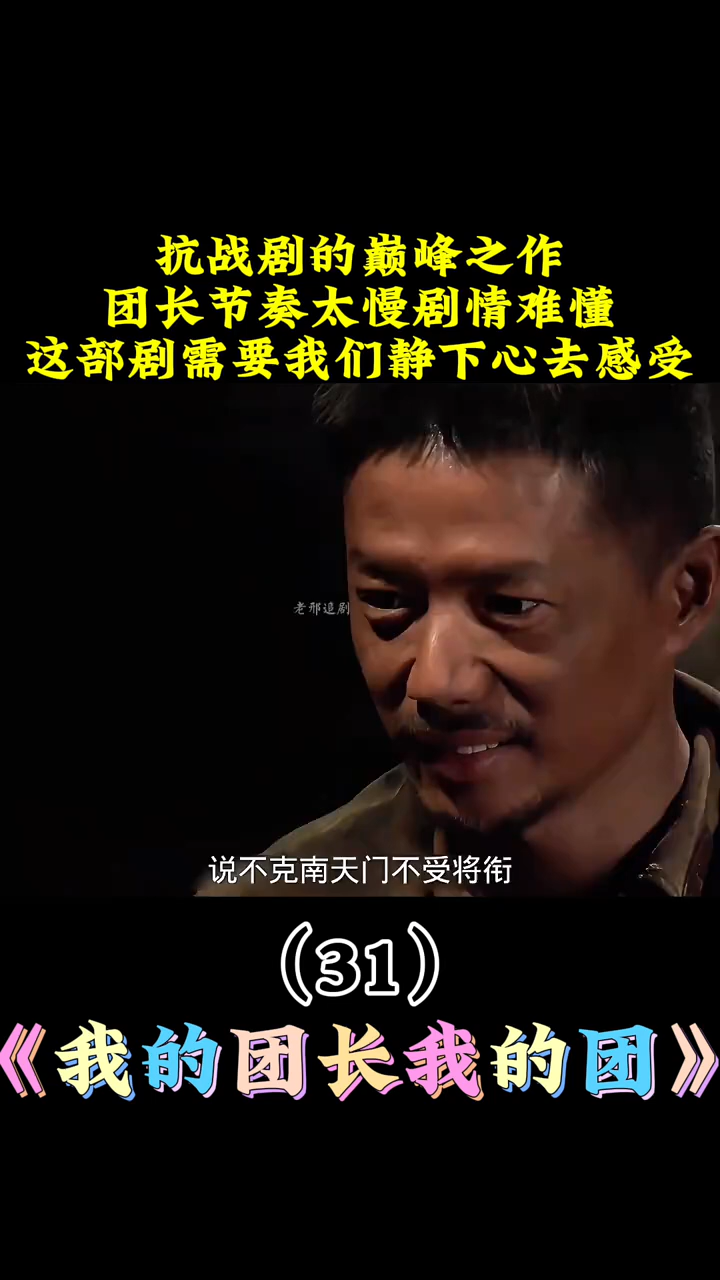 抗战剧的巅峰之作
团长节奏太慢剧情难懂
这部剧需要我们静下心去感受
老邢追剧
说不克南天门不受将衔
（31）
《我的团长我的团》